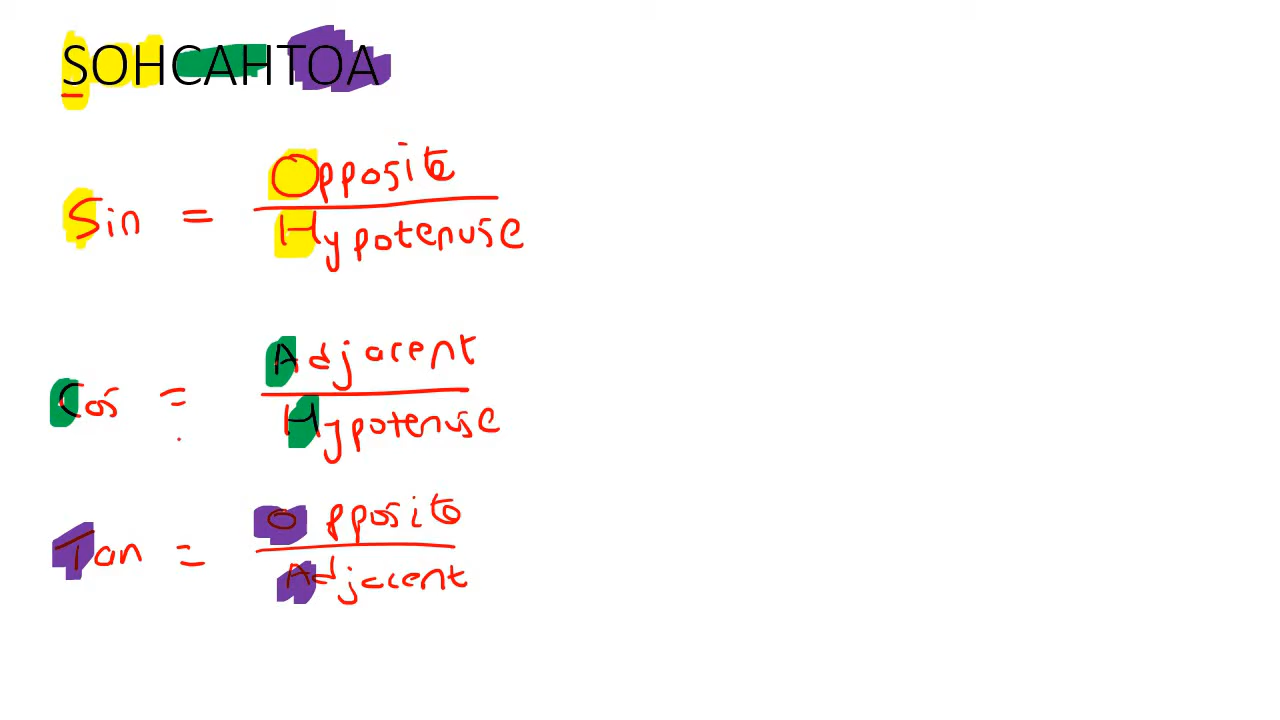 SOHCAHTOA
Sin = Opposite
Hypotenuse
Cos = Adjacent
Hypotenuse
Tan = Opposite
Adjacent